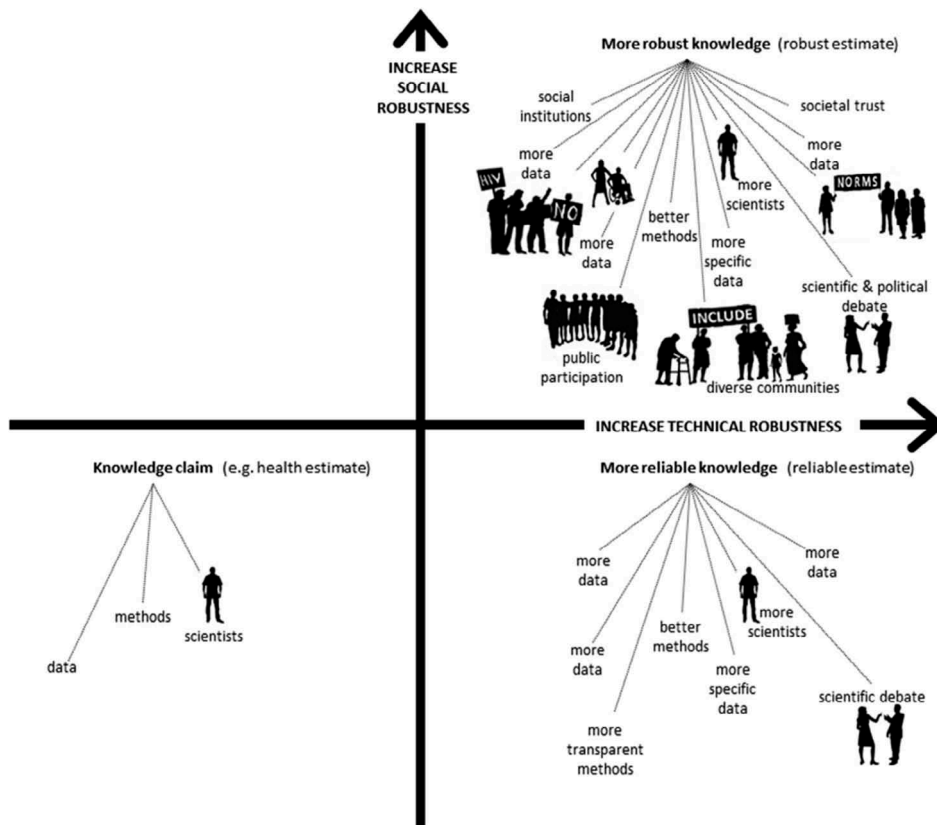 INCREASE
SOCIAL
ROBUSTNESS
More robust knowledge (robust estimate)
social
institutions
societal trust
more
data
more
data
HIV
NO
NORMS
more
scientists
better
methods
more
data
more
specific
data
scientific & political
debate
INCLUDE
public
participation
diverse communities
INCREASE TECHNICAL ROBUSTNESS
Knowledge claim (e.g. health estimate)
methods
scientists
data
More reliable knowledge (reliable estimate)
more
data
more
data
more
scientists
better
methods
more
data
more
specific
data
scientific debate
more
transparent
methods